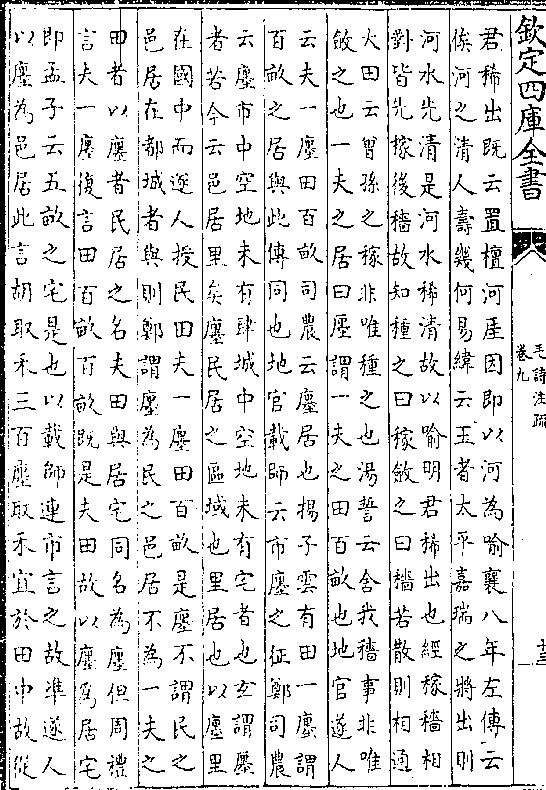 欽定四庫全書
毛詩注疏
卷九
十三
君稀出既云置檀河厓因即以河為喻襄八年左傳云
俟河之清人壽幾何易緯云王者太平嘉瑞之將出則
河水先清是河水稀清故以喻明君稀出也經稼穡相
對皆先稼後穡故知種之曰稼斂之曰穡若散則相通
大田云曾孫之稼非唯種之也湯誓云舍我穡事非唯
斂之也一夫之居曰廛謂一夫之田百畝也地官遂人
云夫一廛田百畝司農云廛居也揚子雲有田一廛謂
百畝之居與此傳同也地官載師云市廛之征鄭司農
云廛市中空地未有肆城中空地未有宅者也玄謂廛
者若今云邑居里矣廛民居之區域也里居也以廛里
在國中而遂人授民田夫一廛田百畝是廛不謂民之
邑居在都城者與則鄭謂廛為民之邑居不為一夫之
田者以廛者民居之名夫田與居宅同名為廛但周禮
言夫一廛復言田百畝百畝既是夫田故以廛為居宅
即孟子云五畝之宅是也以載師連市言之故準遂人
以廛為邑居此言胡取禾三百廛取禾宜於田中故從